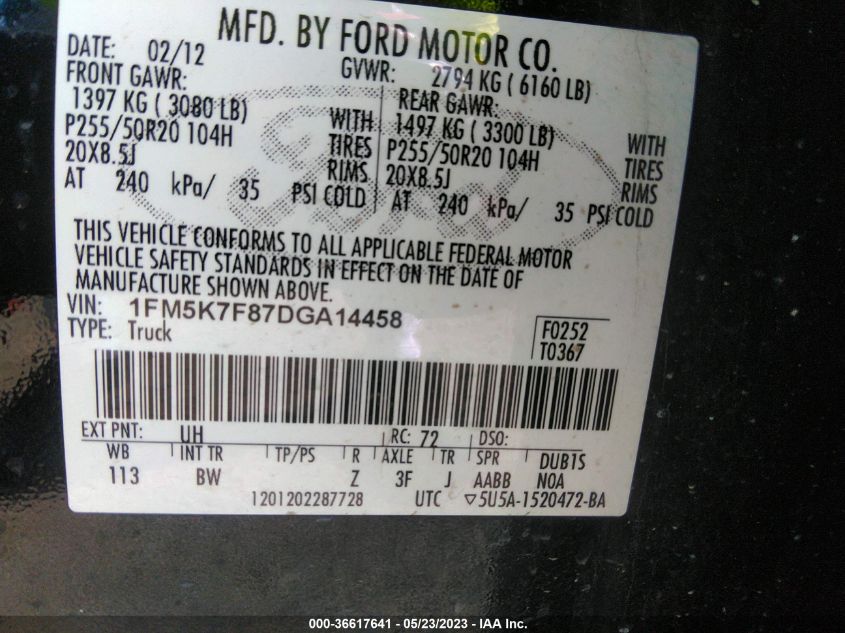 MFD. BY FORD MOTOR CO.
DATE: 02/12
GVWR: 2794 KG ( 6160 LB)
FRONT GAWR:
1397 KG ( 3080 LB)
P255/50R20 104H
20X8.5J
WITH
TIRES
RIMS
AT 240 kPa/ 35 PSI COLD
REAR GAWR:
1497 KG ( 3300 LB)
P255/50R20 104H
20X8.5J
WITH
TIRES
RIMS
AT 240 kPa/ 35 PSI COLD
Ford
THIS VEHICLE CONFORMS TO ALL APPLICABLE FEDERAL MOTOR
VEHICLE SAFETY STANDARDS IN EFFECT ON THE DATE OF
MANUFACTURE SHOWN ABOVE.
VIN: 1FM5K7F87DGA14458
TYPE: Truck
F0252
T0367
EXT PNT: UH RC: 72 DSO:
WB INT TR TP/PS R AXLE TR SPR DUB1S
113 BW Z 3F J AABB NOA
1201202287728 UTC ▽5U5A-1520472-BA
000-36617641 - 05/23/2023 - IAA Inc.